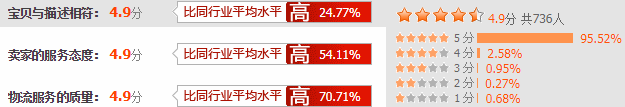 宝贝与描述相符: 4.9分 比同行业平均水平 高 24.77%
卖家的服务态度: 4.9分 比同行业平均水平 高 54.11%
物流服务的质量: 4.9分 比同行业平均水平 高 70.71%
4.9分 共736人
5 分 95.52%
4 分 2.58%
3 分 0.95%
2 分 0.27%
1 分 0.68%